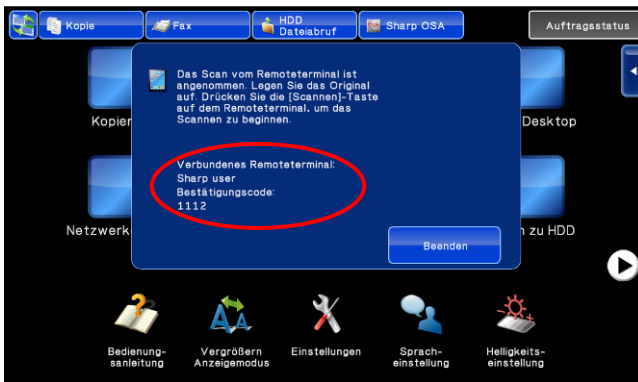 Kopie
Fax
HDD
Dateiabruf
Sharp OSA
Auftragsstatus
Das Scan vom Remoteterminal ist
angenommen. Legen Sie das Original
auf. Drücken Sie die [Scannen]-Taste
auf dem Remoteterminal, um das
Scannen zu beginnen.
Kopier
Desktop
Verbundenes Remoteterminal:
Sharp user
Bestätigungscode:
1112
Netzwerk
n zu HDD
Beenden
Bedienung-
sanleitung
Vergrößern
Anzeigemodus
Einstellungen
Sprach-
einstellung
Helligkeits-
einstellung